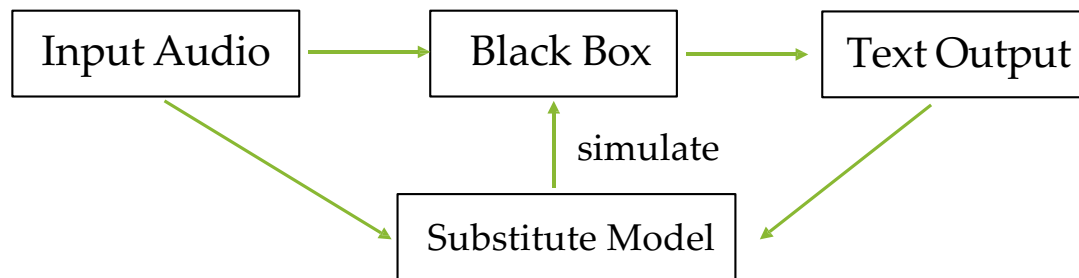 Input Audio
Black Box
Text Output
simulate
Substitute Model